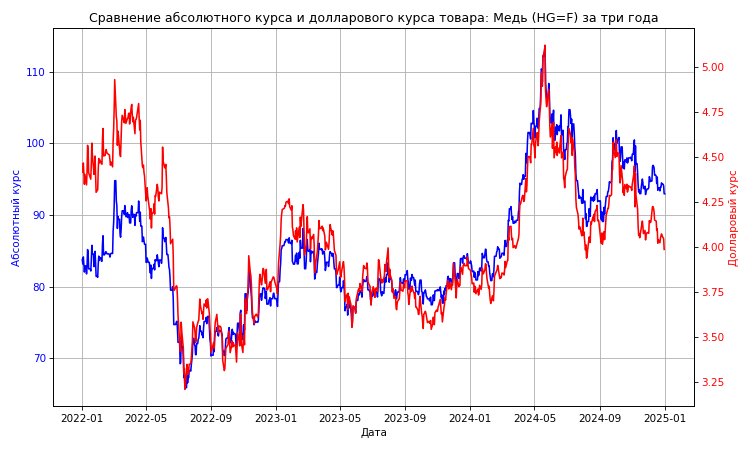 Сравнение абсолютного курса и долларового курса товара: Медь (HG=F) за три года
Абсолютный курс
110
100
90
80
70
5.00
4.75
4.50
4.25
4.00
3.75
3.50
3.25
Долларовый курс
2022-01 2022-05 2022-09 2023-01 2023-05 2023-09 2024-01 2024-05 2024-09 2025-01
Дата